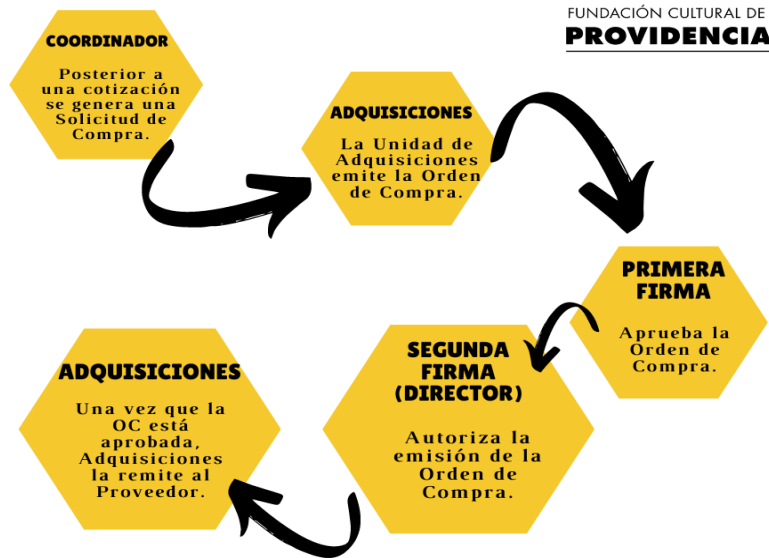 FUNDACIÓN CULTURAL DE
PROVIDENCIA
COORDINADOR
Posterior a
una cotización
se genera una
Solicitud de
Compra.
ADQUISICIONES
La Unidad de
Adquisiciones
emite la Orden
de Compra.
PRIMERA
FIRMA
Aprueba la
Orden de
Compra.
SEGUNDA
FIRMA
(DIRECTOR)
Autoriza la
emisión de la
Orden de
Compra.
ADQUISICIONES
Una vez que la
OC está
aprobada,
Adquisiciones
la remite al
Proveedor.